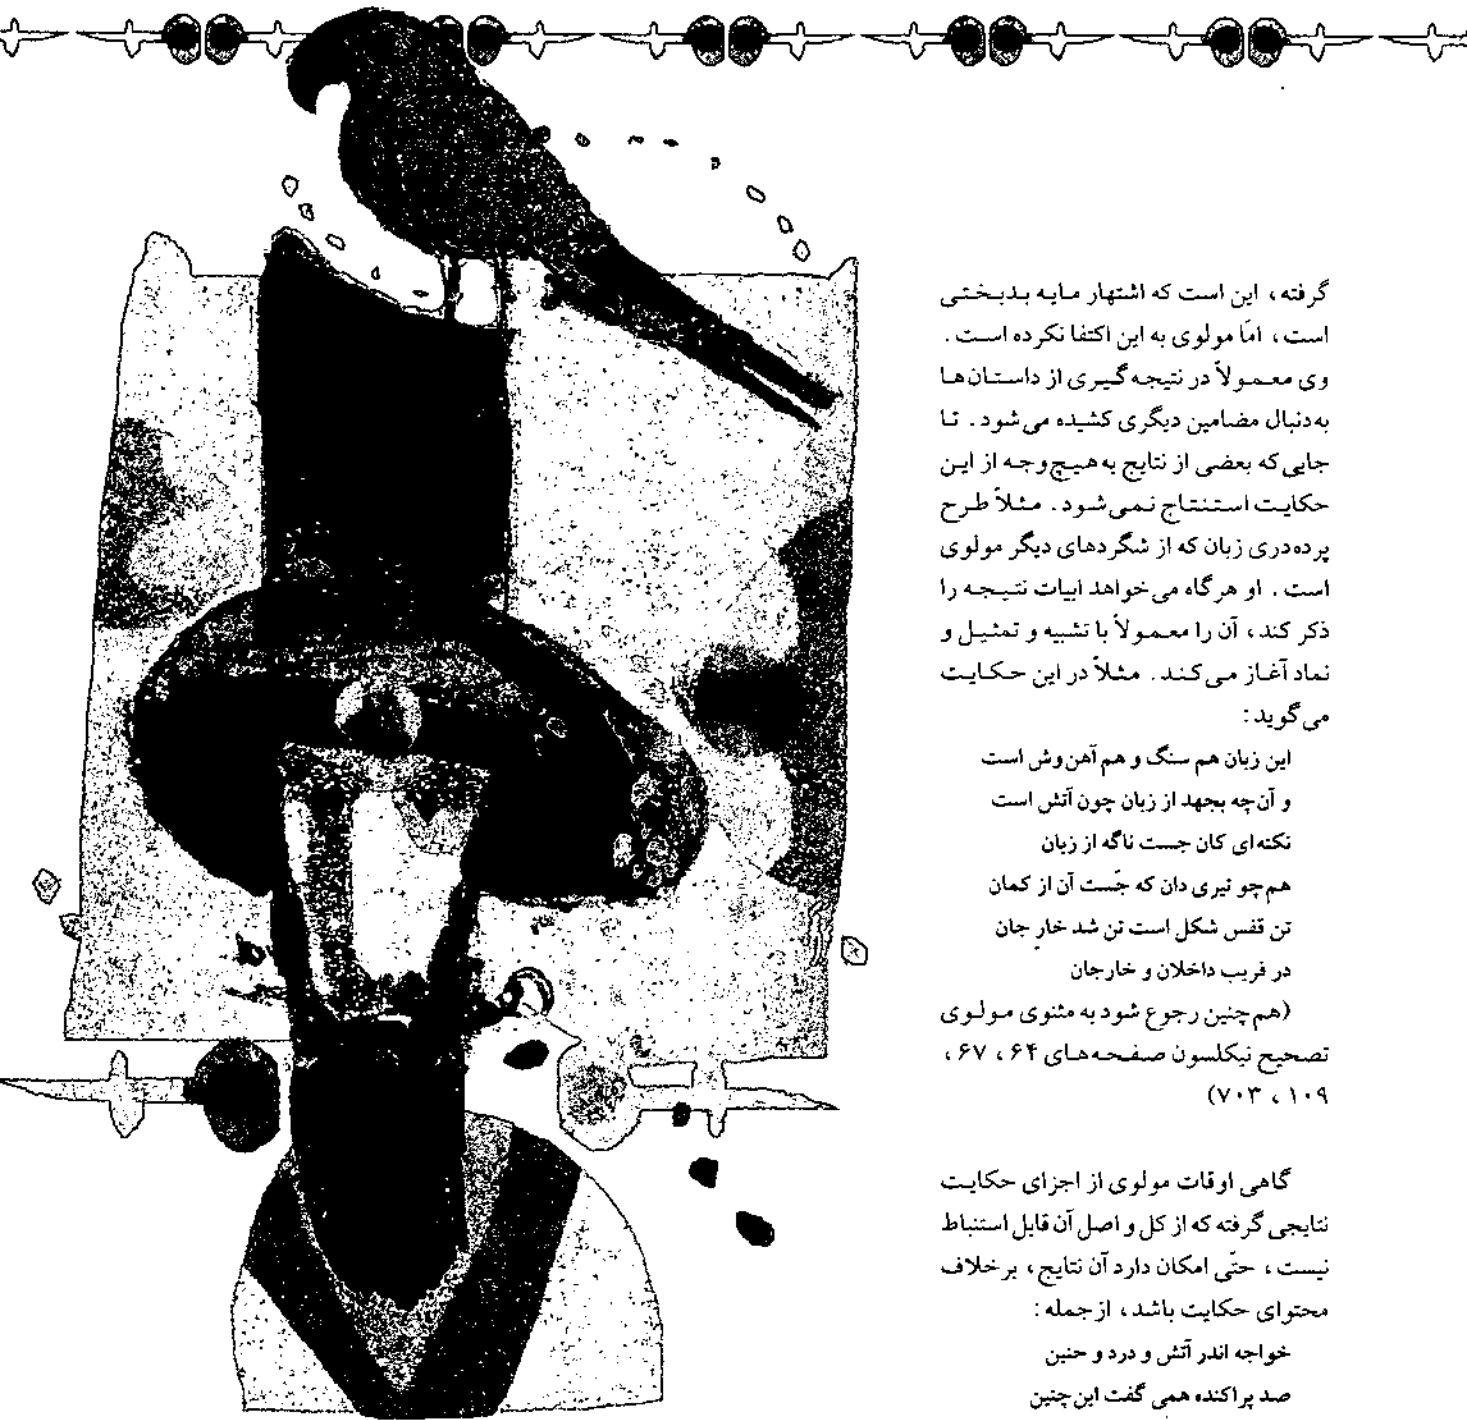 گرفته، این است که اشتهار مایه بدبختی
است، امّا مولوی به این اکتفا نکرده است.
وی معمولاً در نتیجه‌گیری از داستان‌ها
به‌دنبال مضامین دیگری کشیده می‌شود. تا
جایی‌که بعضی از نتایج به‌هیچ‌وجه از این
حکایت استنتاج نمی‌شود. مثلاً طرح
پرده‌دری زبان که از شگردهای دیگر مولوی
است. او هرگاه می‌خواهد ابیات نتیجه را
ذکر کند، آن را معمولاً با تشبیه و تمثیل و
نماد آغاز می‌کند. مثلاً در این حکایت
می‌گوید:
این زبان هم سنگ و هم آهن‌وش است
و آن‌چه بجهد از زبان چون آتش است
نکته‌ای کان جست ناگه از زبان
هم‌چو تیری دان که جَست آن از کمان
تن قفس شکل است تن شد خارِ جان
در فریب داخلان و خارجان
(هم‌چنین رجوع شود به مثنوی مولوی
تصحیح نیکلسون صفحه‌های ۶۴، ۶۷،
۱۰۹، ۷۰۳)
گاهی اوقات مولوی از اجزای حکایت
نتایجی گرفته که از کل و اصل آن قابل استنباط
نیست، حتّی امکان دارد آن نتایج، برخلاف
محتوای حکایت باشد، ازجمله:
خواجه اندر آتش و درد و حنین
صد پراکنده همی گفت این‌چنین